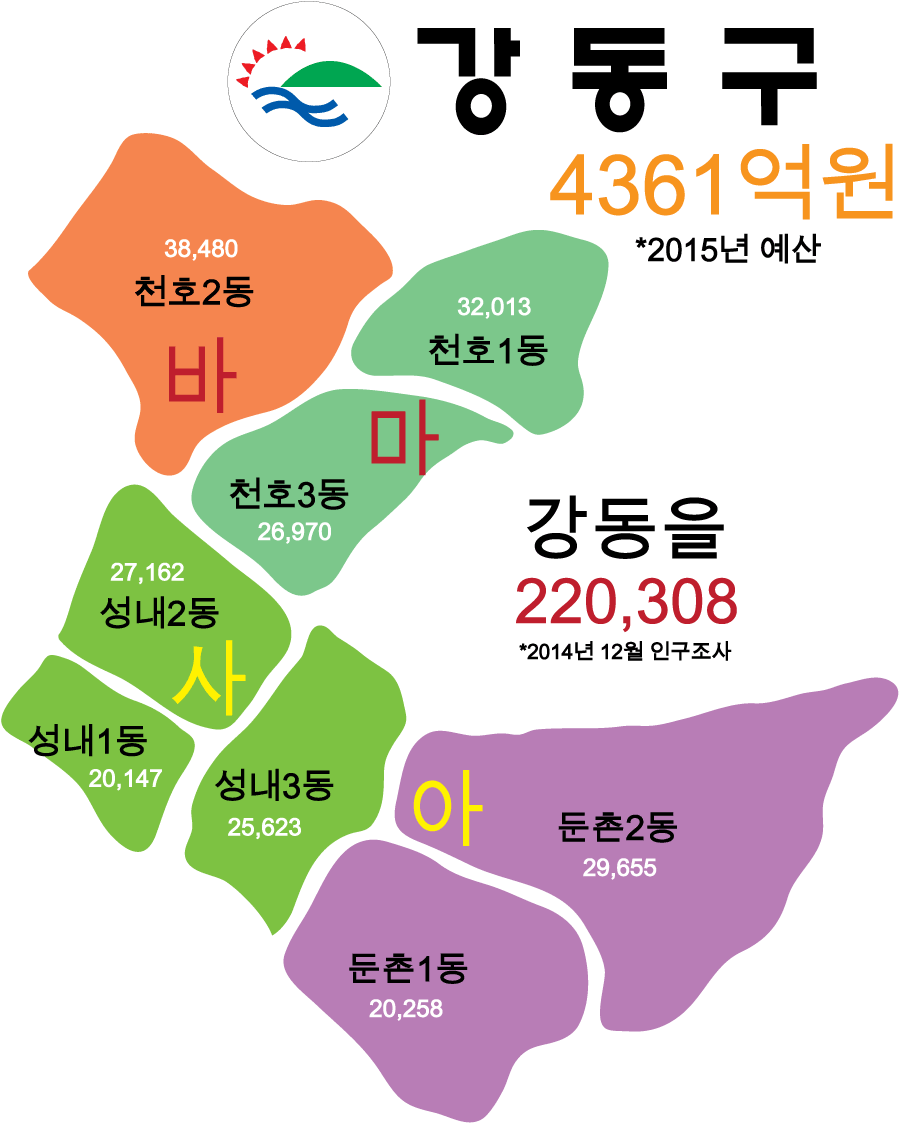 강동구
4361억원
*2015년 예산
38,480
천호2동
바
32,013
천호1동
마
천호3동
26,970
강동을
220,308
*2014년 12월 인구조사
27,162
성내2동
사
성내1동
20,147
성내3동
25,623
아
둔촌2동
29,655
둔촌1동
20,258